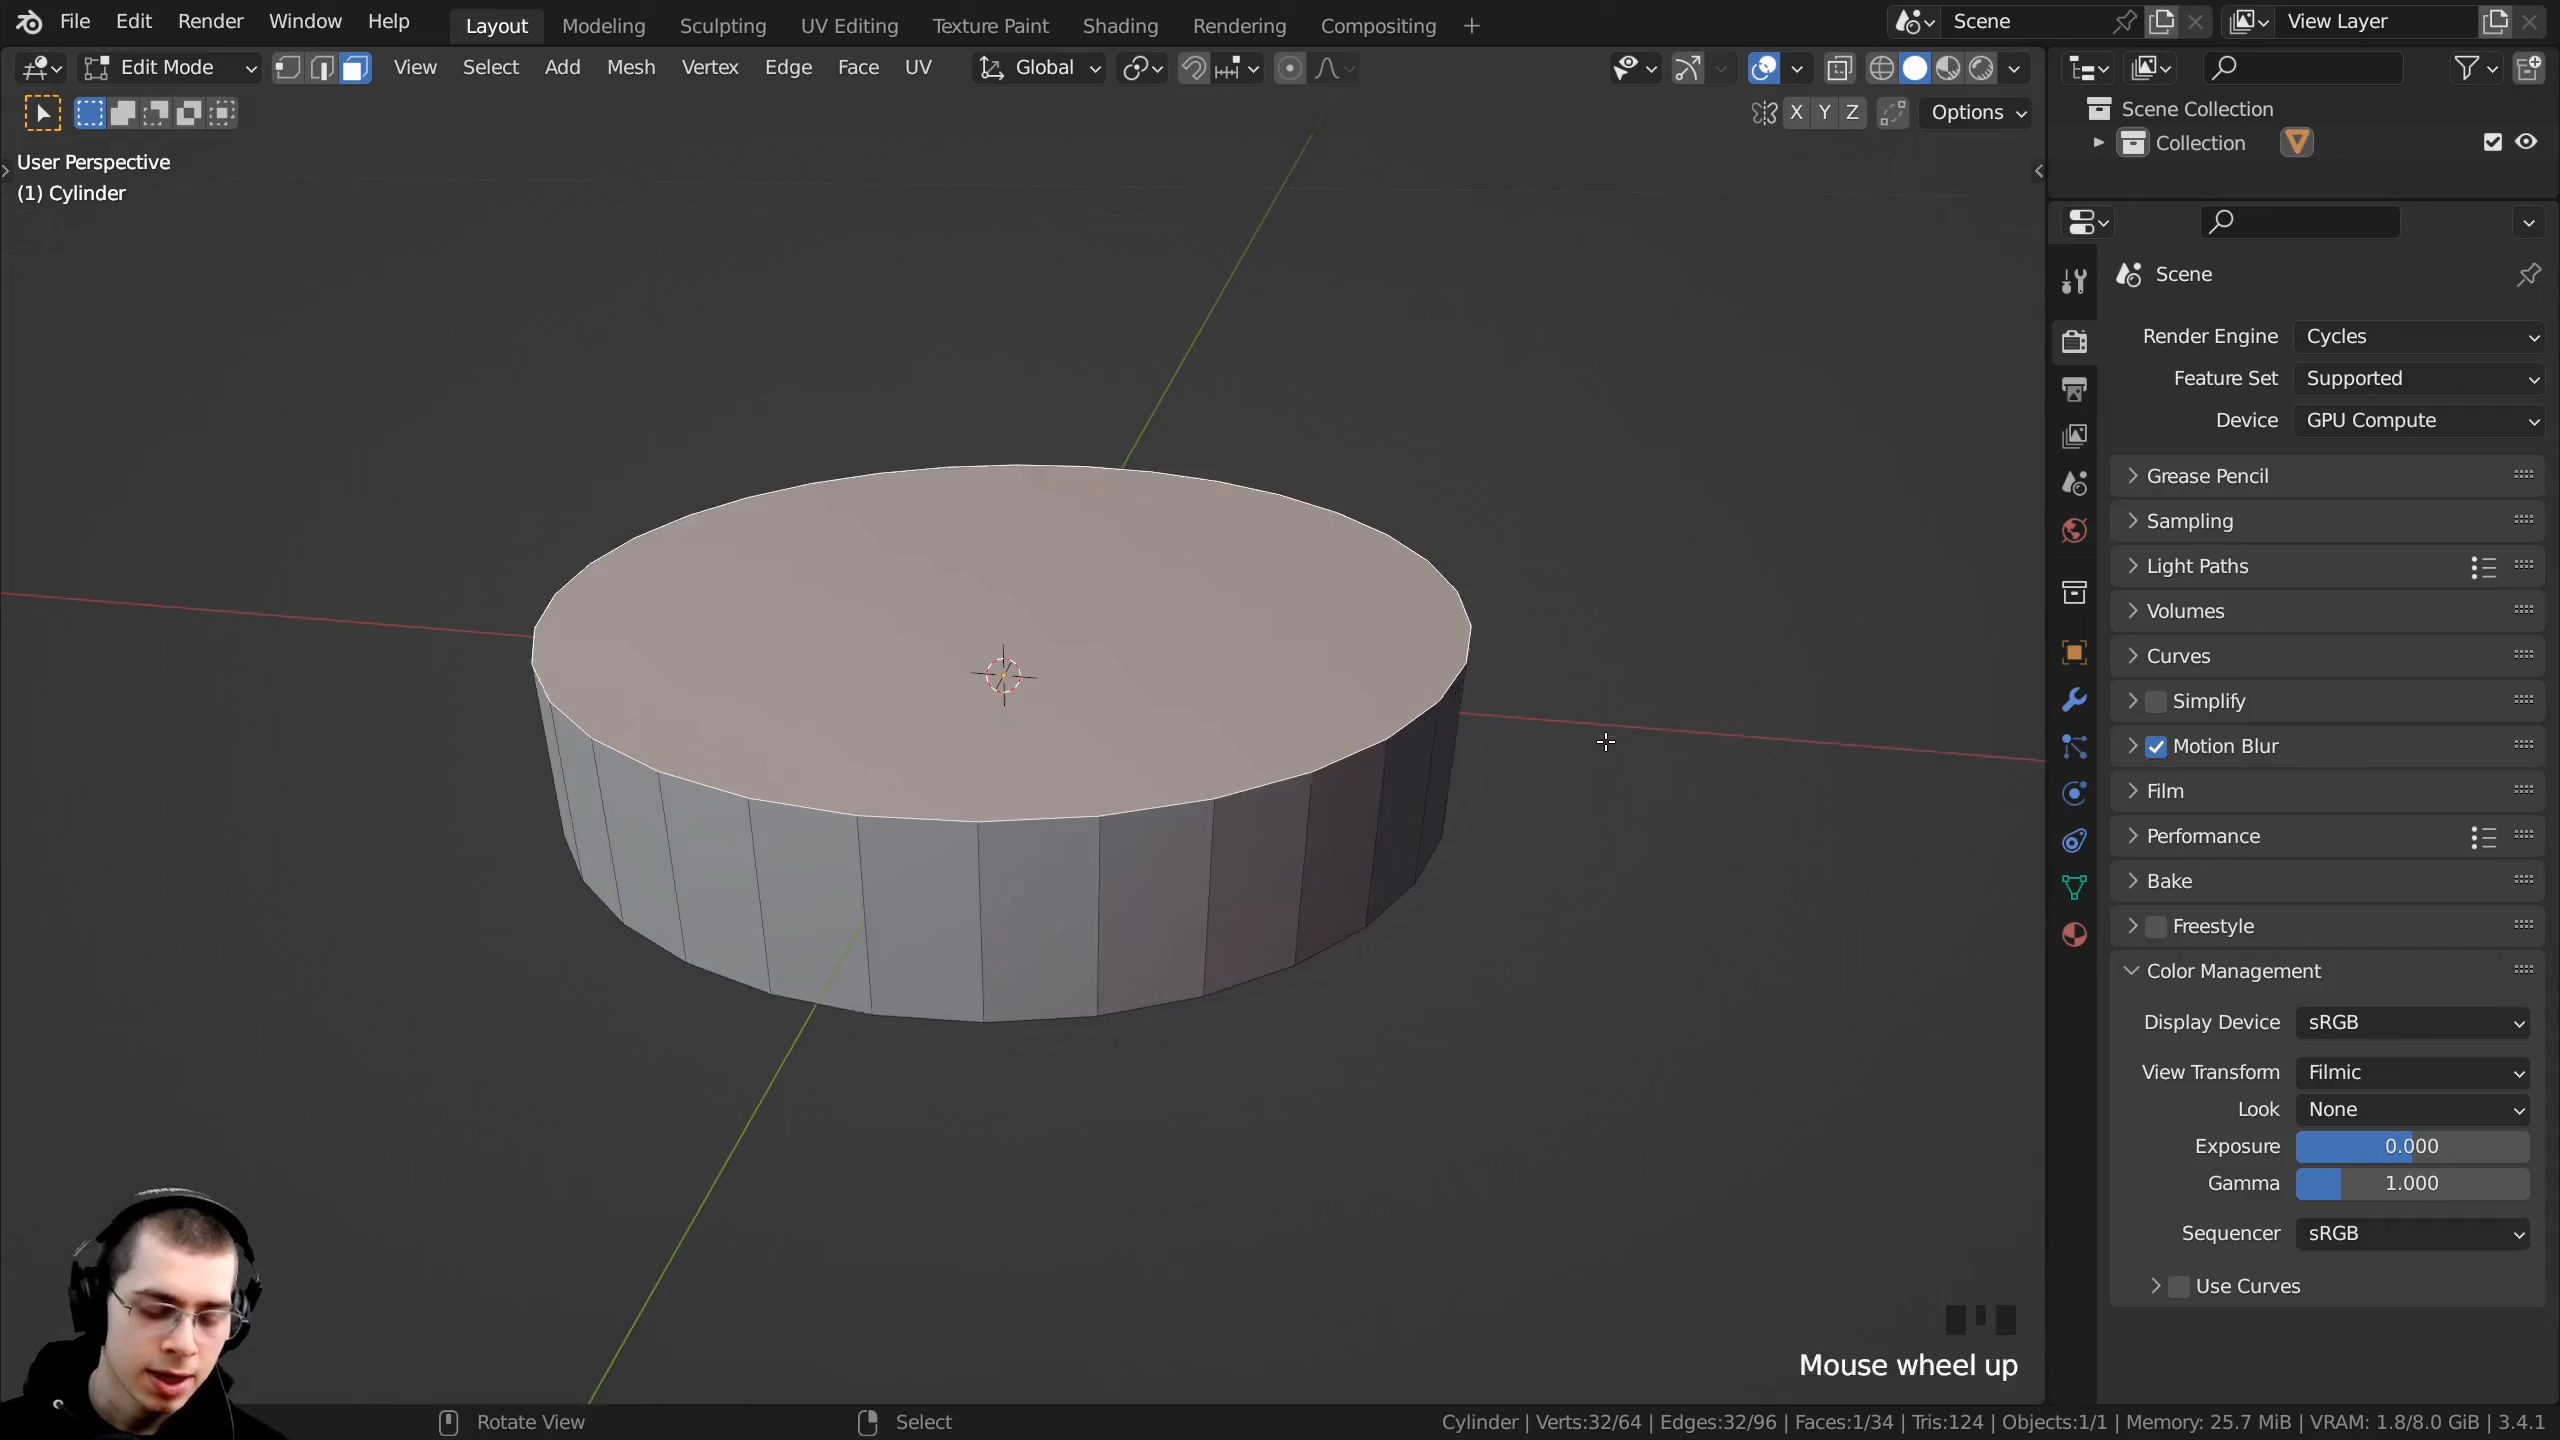 File Edit Render Window Help Layout Modeling Sculpting UV Editing Texture Paint Shading Rendering Compositing + Scene View Layer
Edit Mode View Select Add Mesh Vertex Edge Face UV Global
X Y Z Options
User Perspective
(1) Cylinder
Scene Collection
Collection
Scene
Render Engine Cycles
Feature Set Supported
Device GPU Compute
Grease Pencil
Sampling
Light Paths
Volumes
Curves
Simplify
Motion Blur
Film
Performance
Bake
Freestyle
Color Management
Display Device sRGB
View Transform Filmic
Look None
Exposure 0.000
Gamma 1.000
Sequencer sRGB
Use Curves
Mouse wheel up
Rotate View Select Cylinder | Verts:32/64 | Edges:32/96 | Faces:1/34 | Tris:124 | Objects:1/1 | Memory: 25.7 MiB | VRAM: 1.8/8.0 GiB | 3.4.1